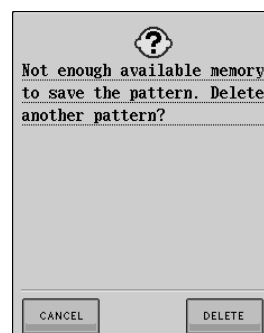 ?
Not enough available memory
to save the pattern. Delete
another pattern?
CANCEL DELETE